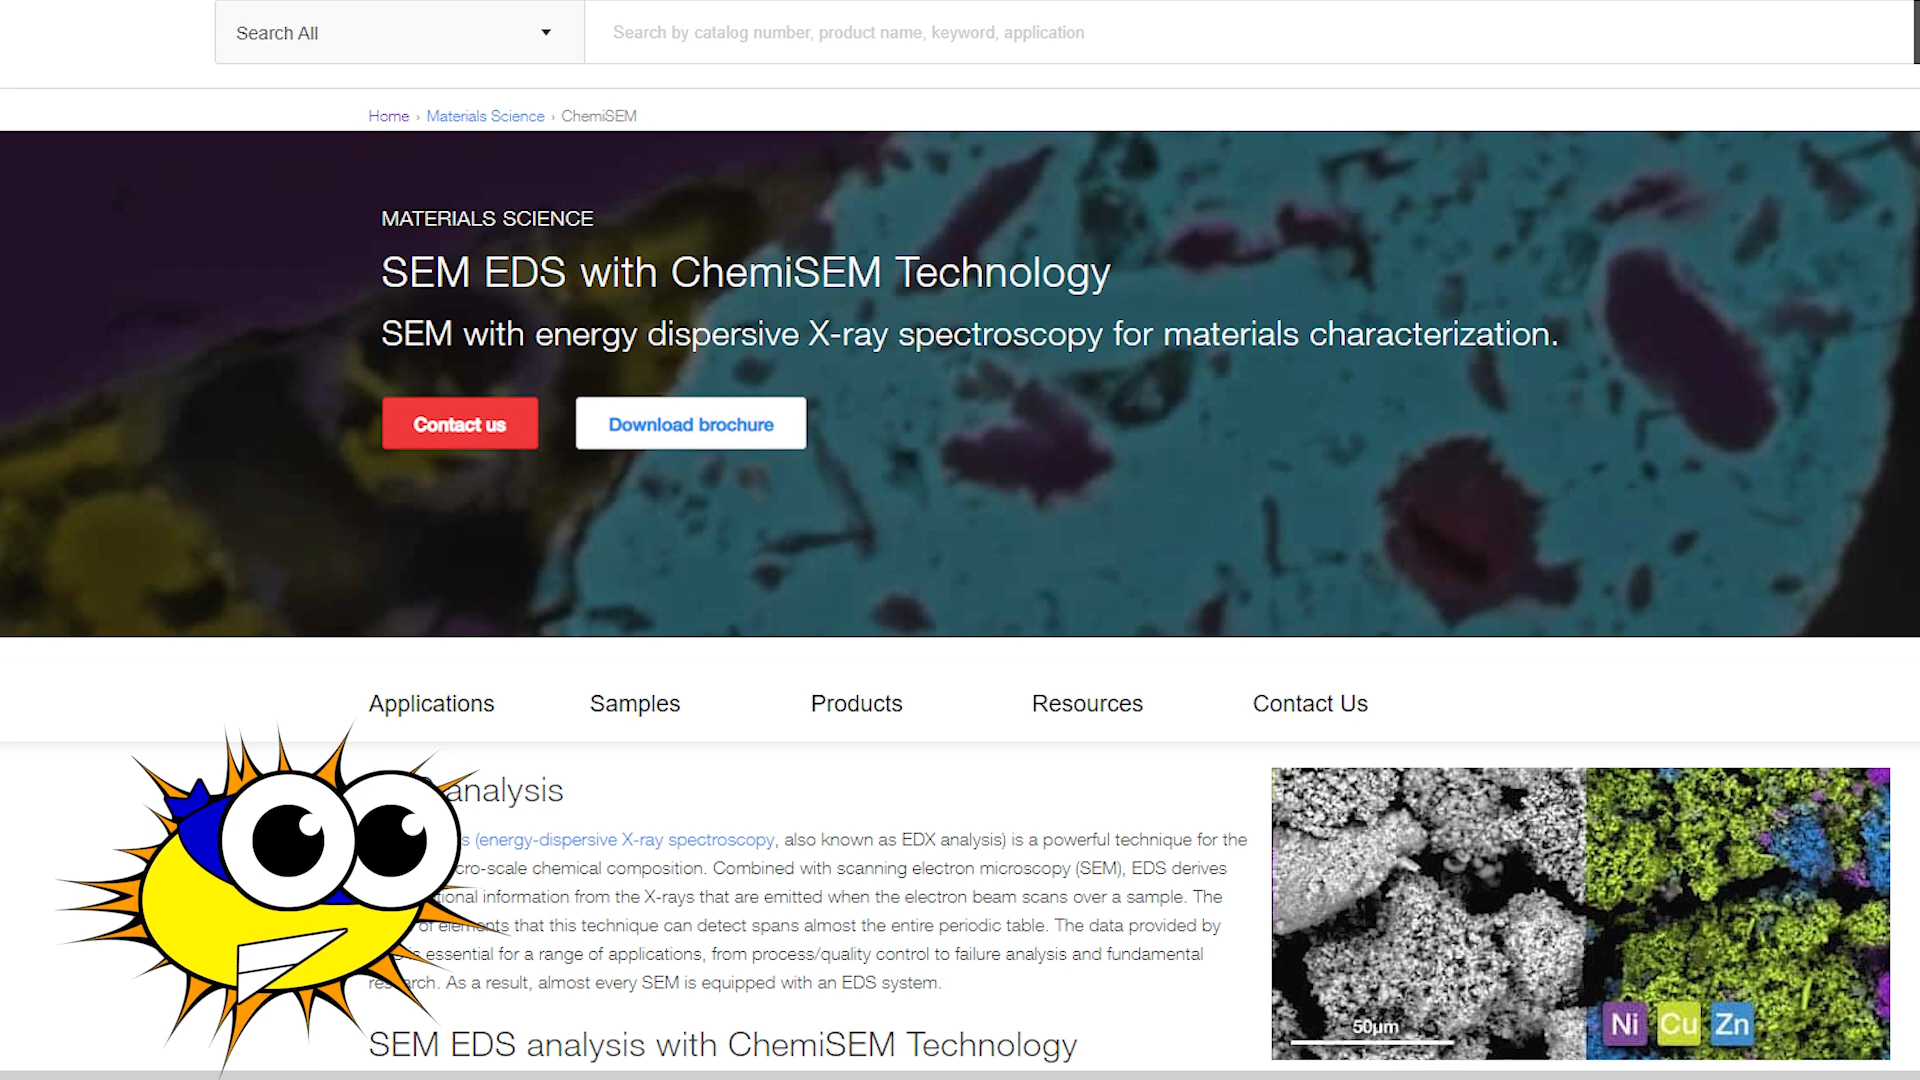 Search All
Search by catalog number, product name, keyword, application
Home › Materials Science › ChemiSEM
MATERIALS SCIENCE
SEM EDS with ChemiSEM Technology
SEM with energy dispersive X-ray spectroscopy for materials characterization.
Contact us
Download brochure
Applications
Samples
Products
Resources
Contact Us
analysis
(energy-dispersive X-ray spectroscopy, also known as EDX analysis) is a powerful technique for the
chemical composition. Combined with scanning electron microscopy (SEM), EDS derives
information from the X-rays that are emitted when the electron beam scans over a sample. The
of elements that this technique can detect spans almost the entire periodic table. The data provided by
essential for a range of applications, from process/quality control to failure analysis and fundamental
research. As a result, almost every SEM is equipped with an EDS system.
SEM EDS analysis with ChemiSEM Technology
50µm
Ni
Cu
Zn